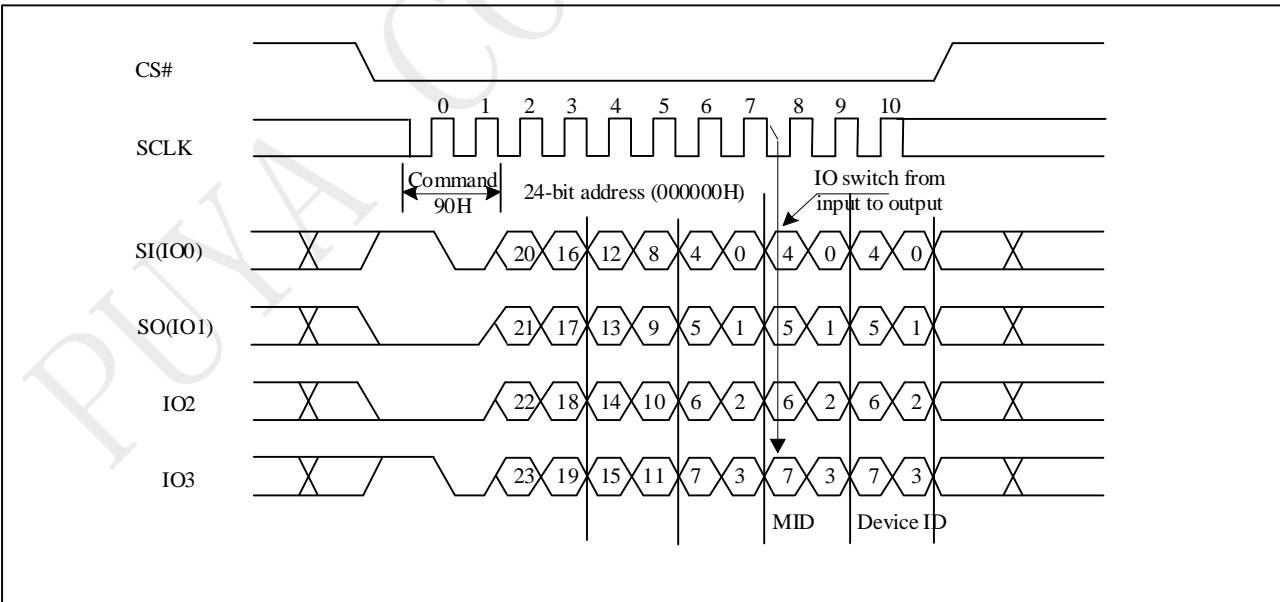 PUYA CO
CS#
0 1 2 3 4 5 6 7 8 9 10
SCLK
Command
90H
24-bit address (000000H)
IO switch from
input to output
SI(IO0)
20 16 12 8 4 0 4 0 4 0
SO(IO1)
21 17 13 9 5 1 5 1 5 1
IO2
22 18 14 10 6 2 6 2 6 2
IO3
23 19 15 11 7 3 7 3 7 3
MID
Device ID